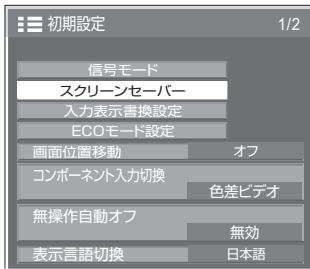 初期設定 1/2
信号モード
スクリーンセーバー
入力表示書換設定
ECOモード設定
画面位置移動 オフ
コンポーネント入力切換
色差ビデオ
無操作自動オフ
無効
表示言語切換 日本語